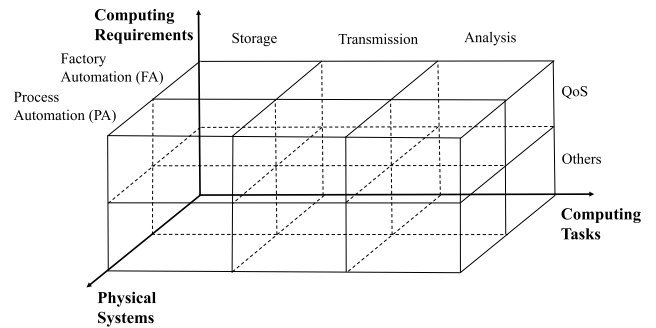 Computing
Requirements
Storage
Transmission
Analysis
Factory
Automation (FA)
Process
Automation (PA)
QoS
Others
Computing
Tasks
Physical
Systems